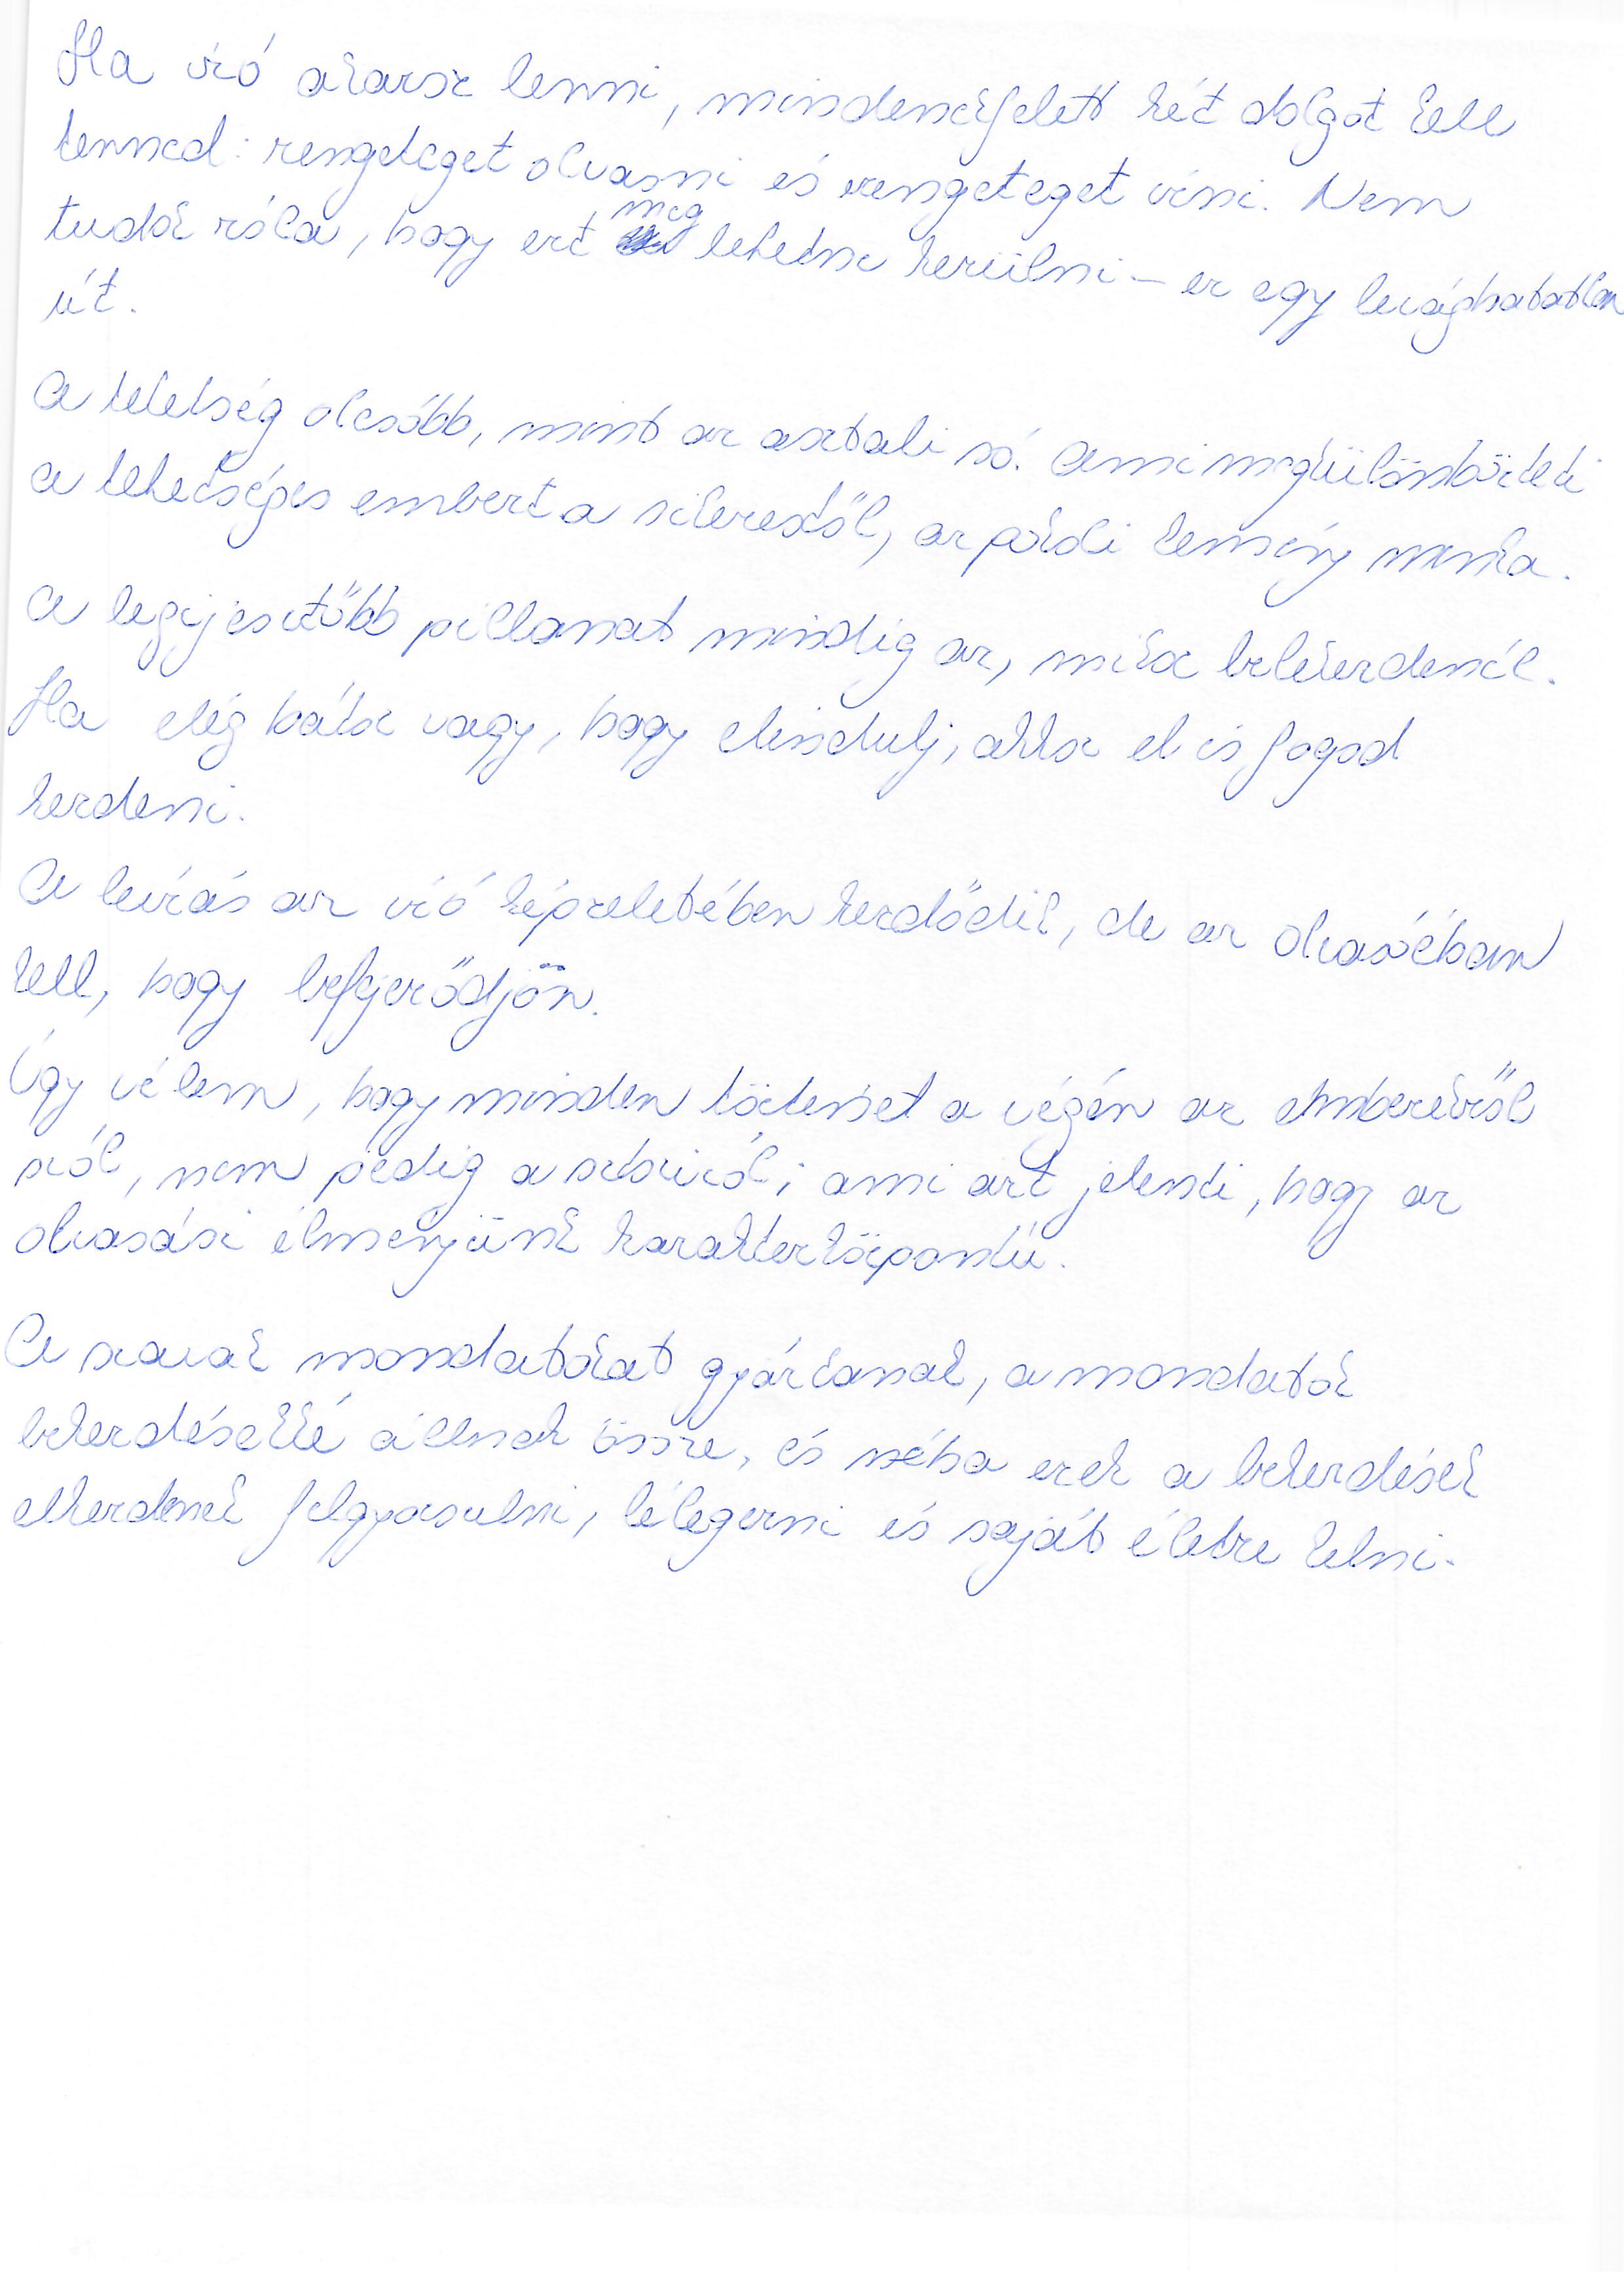 Ha író akarsz lenni, mindenekfelett két dolgot kell
tenned: rengeteget olvasni és rengeteget írni. Nem
tudok róla, hogy ezt meg lehetne kerülni – ez egy levághatatlan
út.
A tehetség olcsóbb, mint az asztali só. Ami megkülönbözteti
a tehetséges embert a sikerestől, az pokoli kemény munka.
A legijesztőbb pillanat mindig az, mikor belekezdenél.
Ha elég bátor vagy, hogy elindulj, akkor el is fogod
kezdeni.
A leírás az író képzeletében kezdődik, de az olvasóéban
kell, hogy befejeződjön.
Úgy vélem, hogy minden történet a végén az emberekről
szól, nem pedig a sztoriról; ami azt jelenti, hogy az
olvasási élményünk karakterközpontú.
A szavak mondatokat gyártanak, a mondatok
bekezdésekké állnak össze, és néha ezek a bekezdések
elkezdenek felgyorsulni, lélegezni és saját életre kelni.